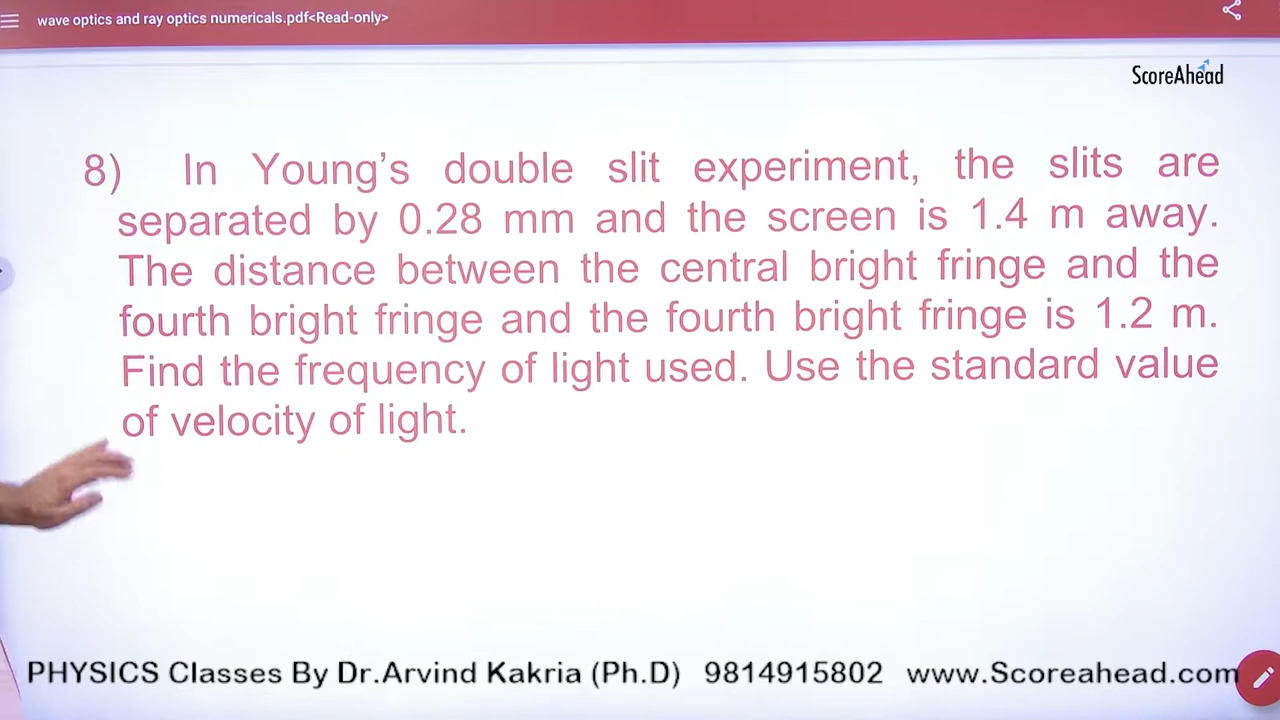 wave optics and ray optics numericals.pdf<Read-only>
ScoreAhead
8) In Young's double slit experiment, the slits are
separated by 0.28 mm and the screen is 1.4 m away.
The distance between the central bright fringe and the
fourth bright fringe and the fourth bright fringe is 1.2 m.
Find the frequency of light used. Use the standard value
of velocity of light.
PHYSICS Classes By Dr.Arvind Kakria (Ph.D) 9814915802 www.Scoreahead.com